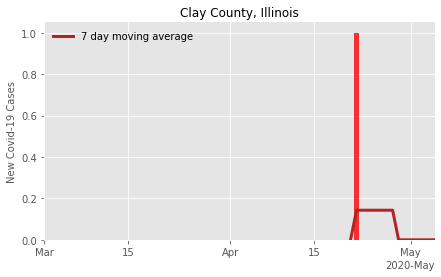 Clay County, Illinois
7 day moving average
New Covid-19 Cases
1.0
0.8
0.6
0.4
0.2
0.0
Mar
15
Apr
15
May
2020-May